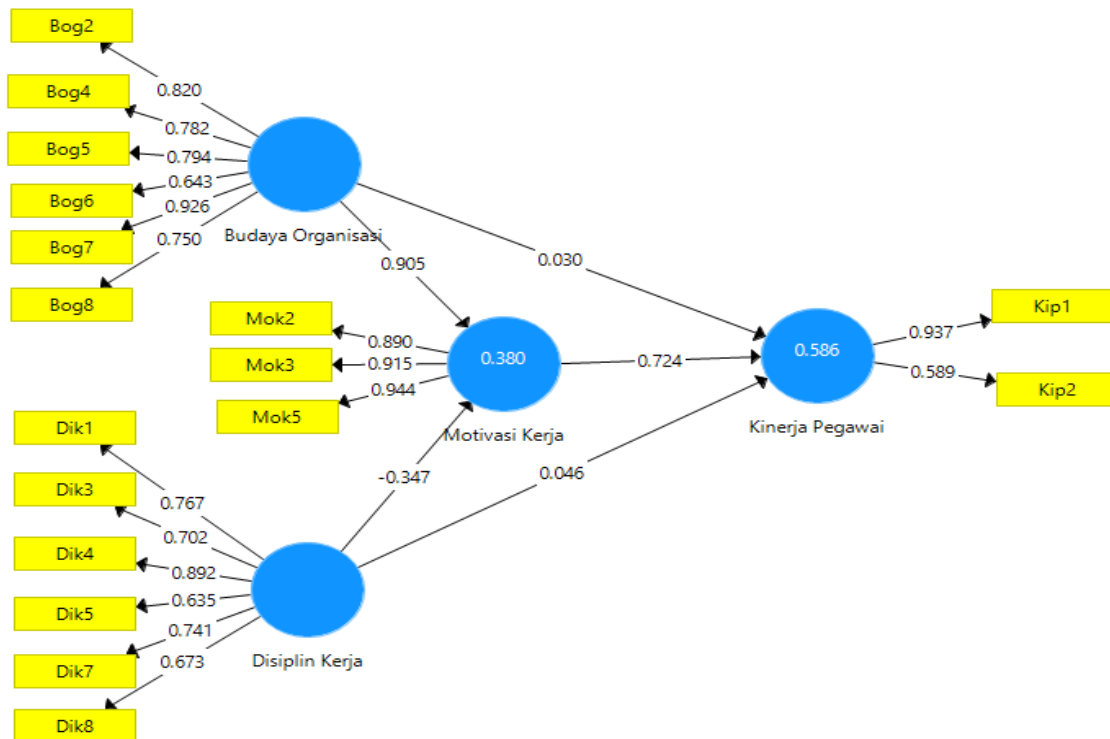 Bog2
0.820
Bog4
0.782
Bog5
0.794
Bog6
0.643
0.926
Bog7
0.750
Bog8
Budaya Organisasi
0.905
0.030
Mok2
0.890
Mok3
0.915
Mok5
0.944
0.380
Motivasi Kerja
0.724
0.586
Kinerja Pegawai
Kip1
0.937
0.589
Kip2
-0.347
0.046
Dik1
0.767
Dik3
0.702
Dik4
0.892
Dik5
0.635
0.741
Dik7
0.673
Dik8
Disiplin Kerja